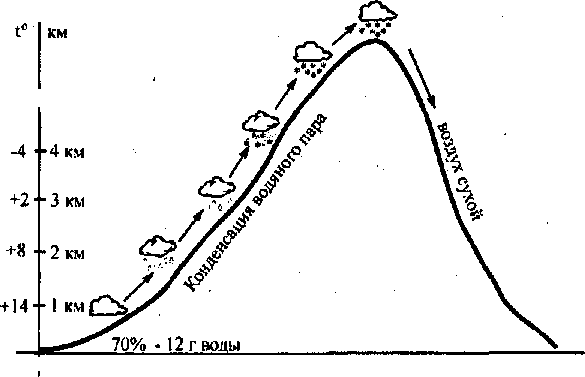 t° км
-4 4 км
+2 3 км
+8 2 км
+14 1 км
Конденсация водяного пара
воздух сухой
70% - 12 г воды